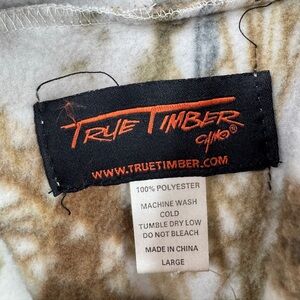 TRUE TIMBER
CAMO®
WWW.TRUETIMBER.COM
100% POLYESTER
MACHINE WASH
COLD
TUMBLE DRY LOW
DO NOT BLEACH
MADE IN CHINA
LARGE